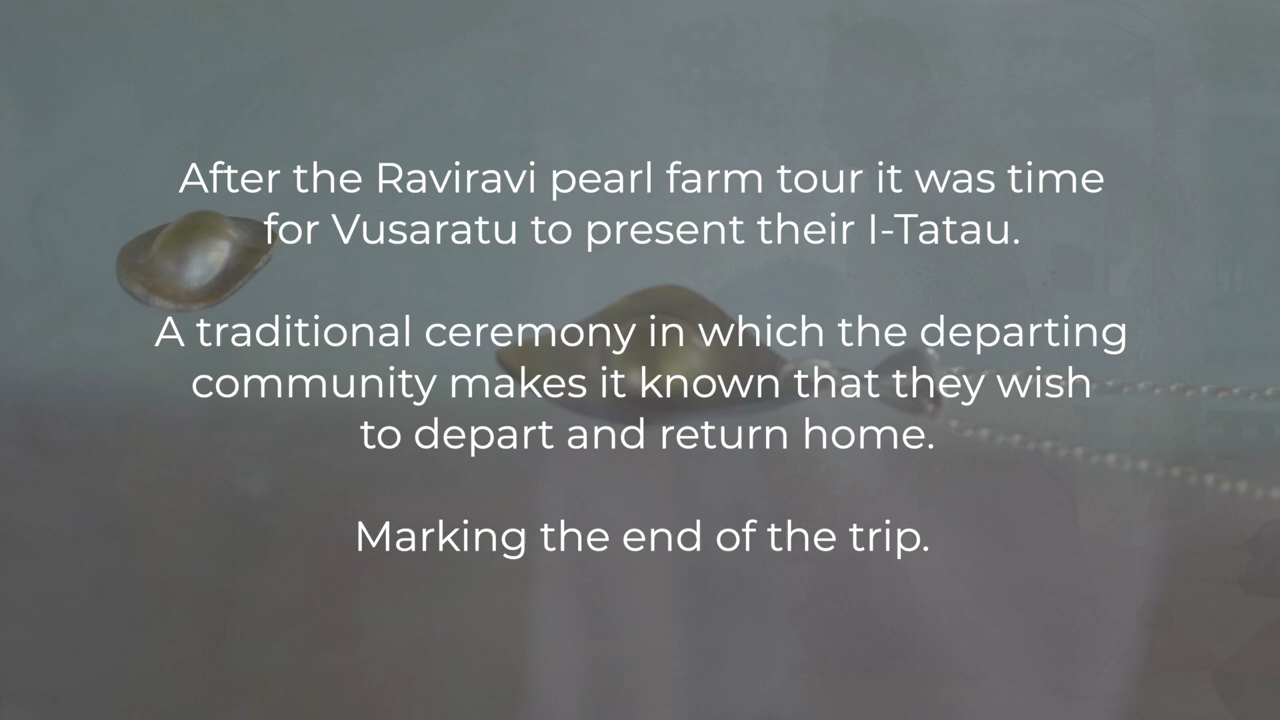 After the Raviravi pearl farm tour it was time
for Vusaratu to present their I-Tatau.
A traditional ceremony in which the departing
community makes it known that they wish
to depart and return home.
Marking the end of the trip.